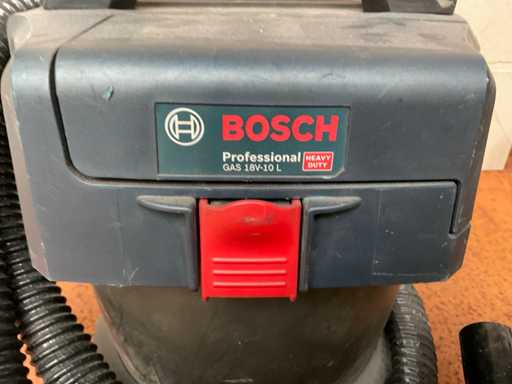 BOSCH
Professional HEAVY DUTY
GAS 18V-10 L